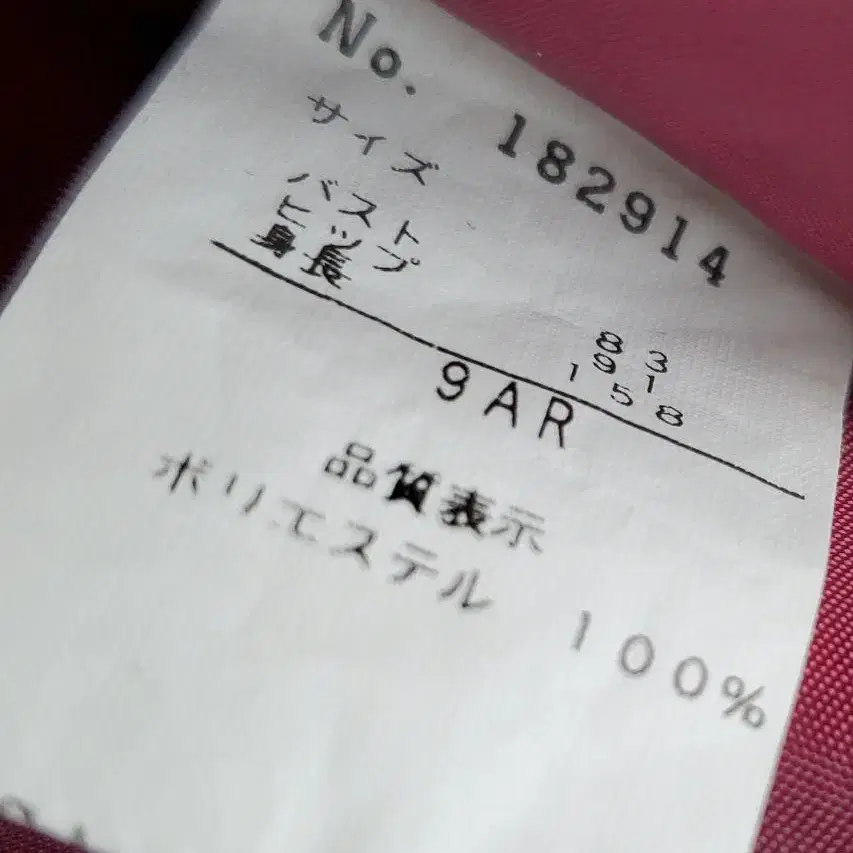 No. 182914
サイズ
バスト 83
ヒップ 91
身長 158
9AR
品質表示
ポリエステル 100%